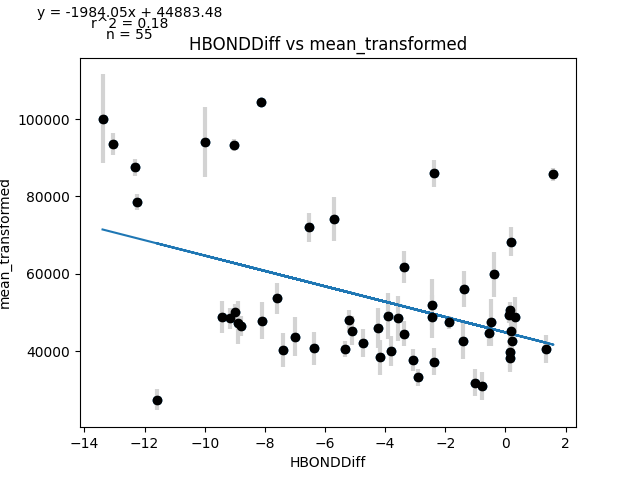 y = -1984.05x + 44883.48
r^2 = 0.18
n = 55
HBONDDiff vs mean_transformed
100000
80000
60000
40000
mean_transformed
−14
−12
−10
−8
−6
−4
−2
0
2
HBONDDiff